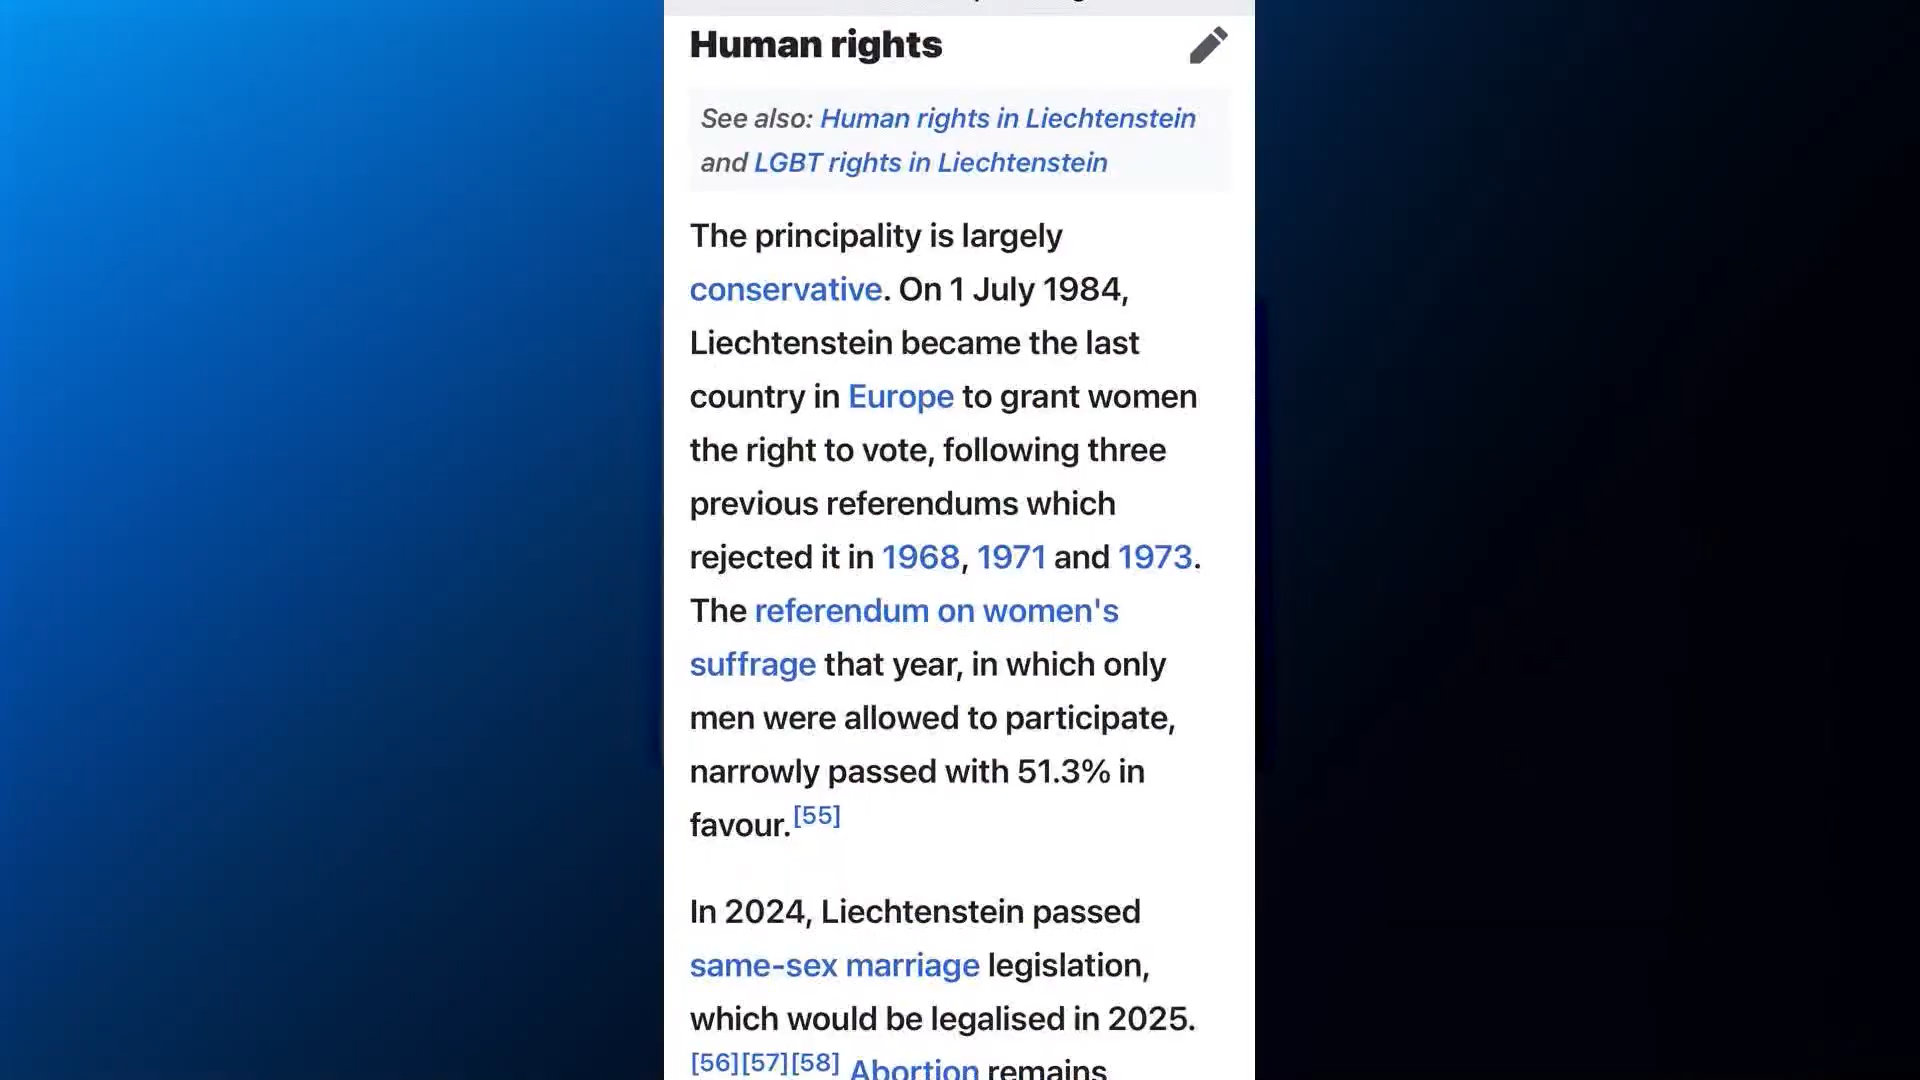 Human rights
See also: Human rights in Liechtenstein
and LGBT rights in Liechtenstein
The principality is largely
conservative. On 1 July 1984,
Liechtenstein became the last
country in Europe to grant women
the right to vote, following three
previous referendums which
rejected it in 1968, 1971 and 1973.
The referendum on women's
suffrage that year, in which only
men were allowed to participate,
narrowly passed with 51.3% in
favour.[55]
In 2024, Liechtenstein passed
same-sex marriage legislation,
which would be legalised in 2025.
[56][57][58] Abortion remains